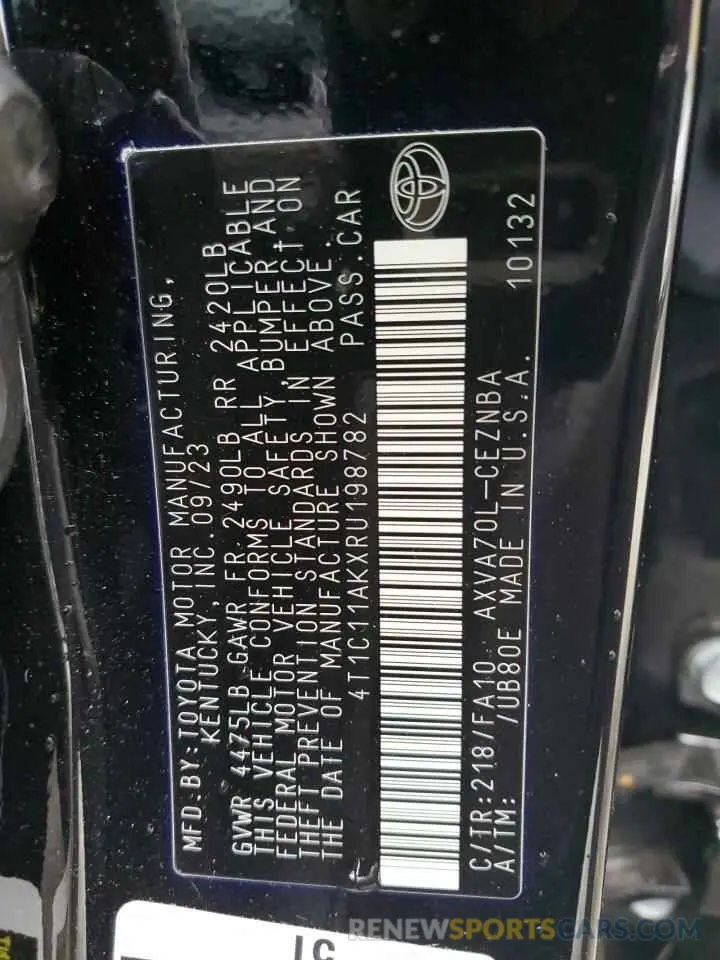 MFD.BY:TOYOTA MOTOR MANUFACTURING,
KENTUCKY,INC.09/23
GVWR 4475LB GAWR FR 2490LB RR 2420LB
THIS VEHICLE CONFORMS TO ALL APPLICABLE
FEDERAL MOTOR VEHICLE SAFETY,BUMPER,AND
THEFT PREVENTION STANDARDS IN EFFECT ON
THE DATE OF MANUFACTURE SHOWN ABOVE.
4T1C11AKXRU198782 PASS.CAR
C/TR:218/FA10 AXVA70L-CEZNBA
A/TM: /UB80E MADE IN U.S.A. 10132
RENEWSPORTSCARS.COM